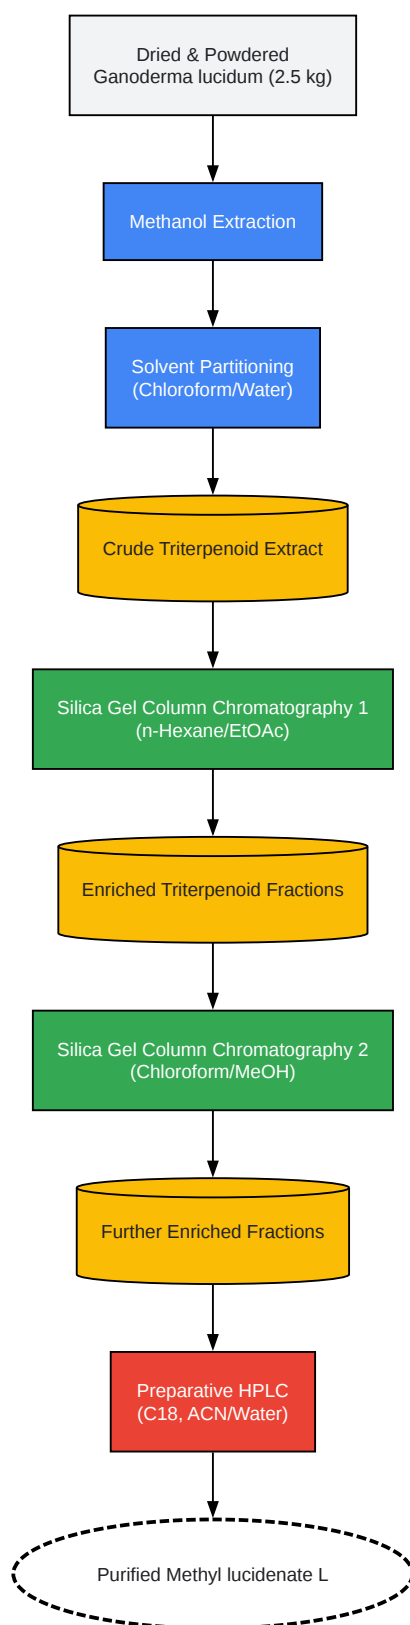 Dried & Powdered
Ganoderma lucidum (2.5 kg)
Methanol Extraction
Solvent Partitioning
(Chloroform/Water)
Crude Triterpenoid Extract
Silica Gel Column Chromatography 1
(n-Hexane/EtOAc)
Enriched Triterpenoid Fractions
Silica Gel Column Chromatography 2
(Chloroform/MeOH)
Further Enriched Fractions
Preparative HPLC
(C18, ACN/Water)
Purified Methyl lucidenate L